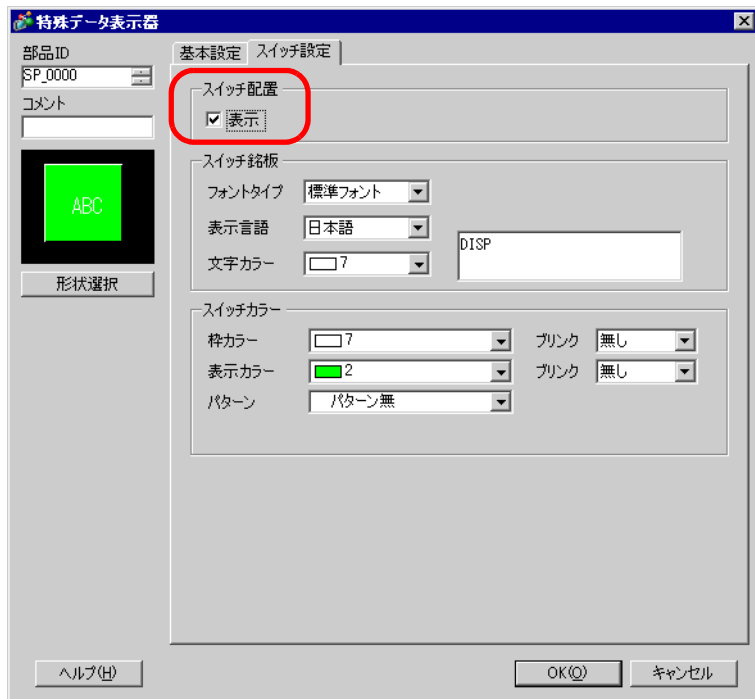 特殊データ表示器
部品ID
SP_0000
コメント
ABC
形状選択
基本設定 スイッチ設定
スイッチ配置
表示
スイッチ銘板
フォントタイプ 標準フォント
表示言語 日本語
文字カラー 7
DISP
スイッチカラー
枠カラー 7 ブリンク 無し
表示カラー 2 ブリンク 無し
パターン パターン無
ヘルプ(H) OK(O) キャンセル